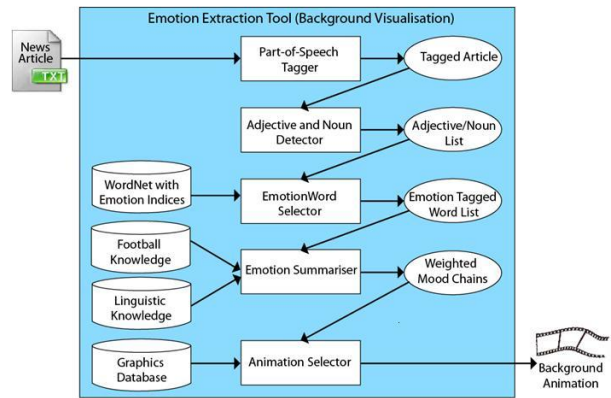 Emotion Extraction Tool (Background Visualisation)
News
Article
TXT
Part-of-Speech
Tagger
Tagged Article
Adjective and Noun
Detector
Adjective/Noun
List
WordNet with
Emotion Indices
EmotionWord
Selector
Emotion Tagged
Word List
Football
Knowledge
Emotion Summariser
Weighted
Mood Chains
Linguistic
Knowledge
Graphics
Database
Animation Selector
Background
Animation